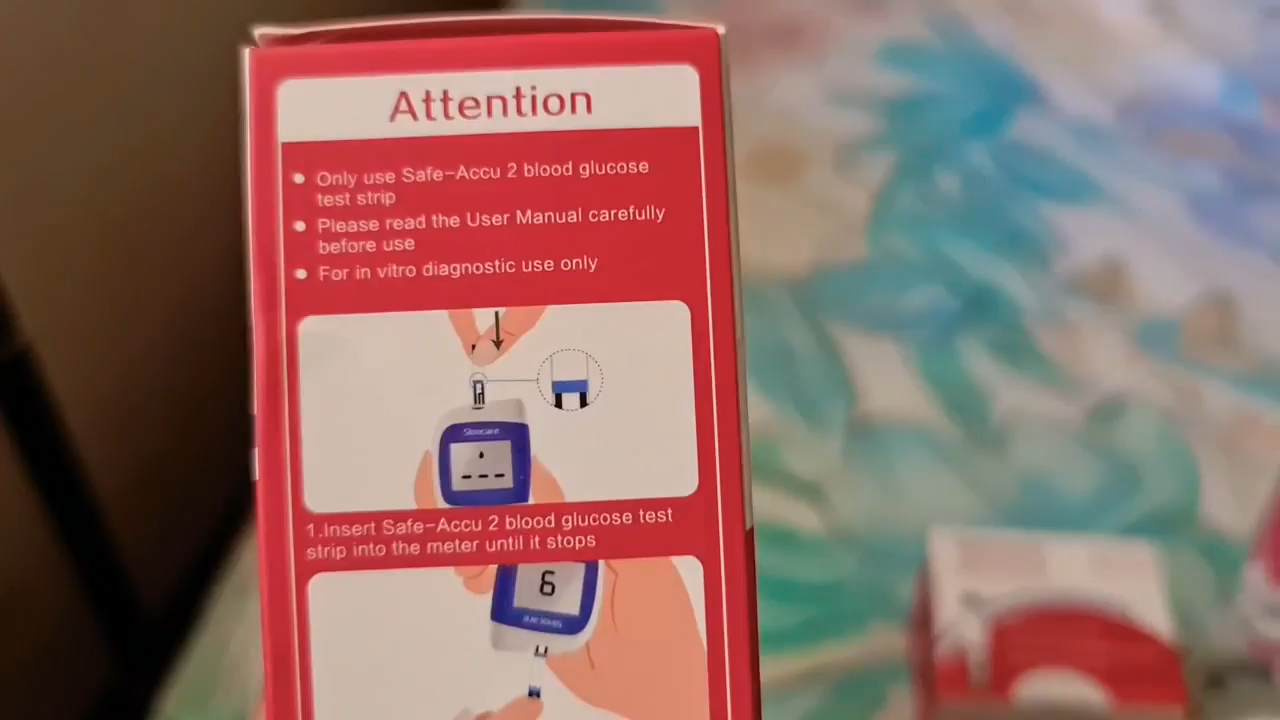 Attention
Only use Safe-Accu 2 blood glucose
test strip
Please read the User Manual carefully
before use
For in vitro diagnostic use only
Sinocare
1.Insert Safe-Accu 2 blood glucose test
strip into the meter until it stops
6